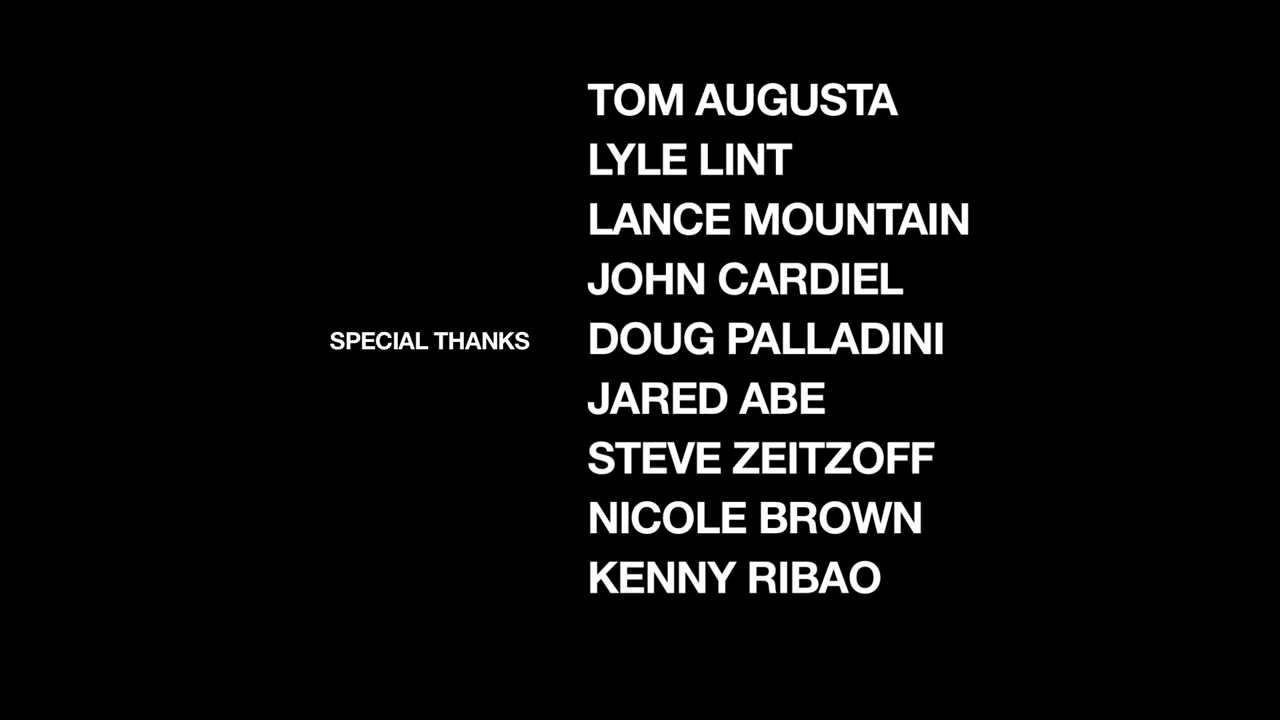 TOM AUGUSTA
LYLE LINT
LANCE MOUNTAIN
JOHN CARDIEL
SPECIAL THANKS
DOUG PALLADINI
JARED ABE
STEVE ZEITZOFF
NICOLE BROWN
KENNY RIBAO